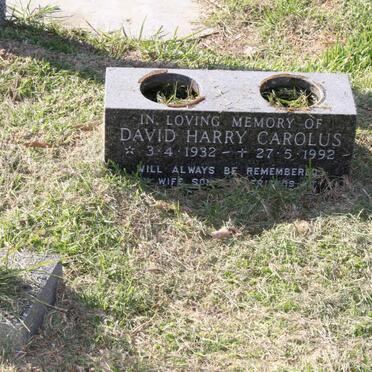 IN LOVING MEMORY OF
DAVID HARRY CAROLUS
☆ 3·4·1932 – ✝ 27·5·1992
WILL ALWAYS BE REMEMBERED
WIFE SON FRIENDS